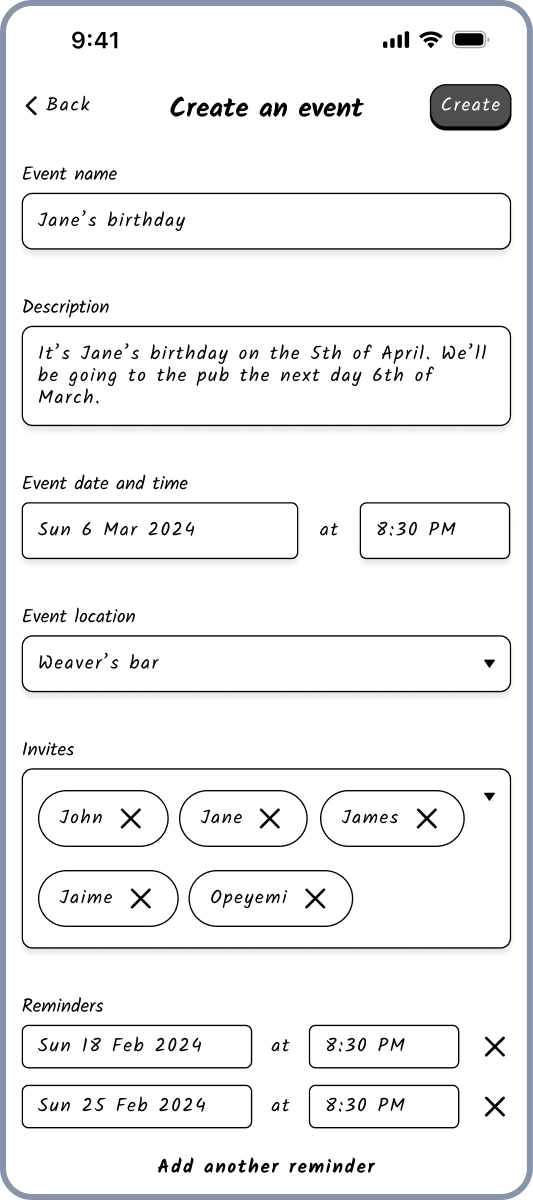 9:41
Back
Create an event
Create
Event name
Jane's birthday
Description
It's Jane's birthday on the 5th of April. We'll
be going to the pub the next day 6th of
March.
Event date and time
Sun 6 Mar 2024 at 8:30 PM
Event location
Weaver's bar
Invites
John Jane James
Jaime Opeyemi
Reminders
Sun 18 Feb 2024 at 8:30 PM
Sun 25 Feb 2024 at 8:30 PM
Add another reminder